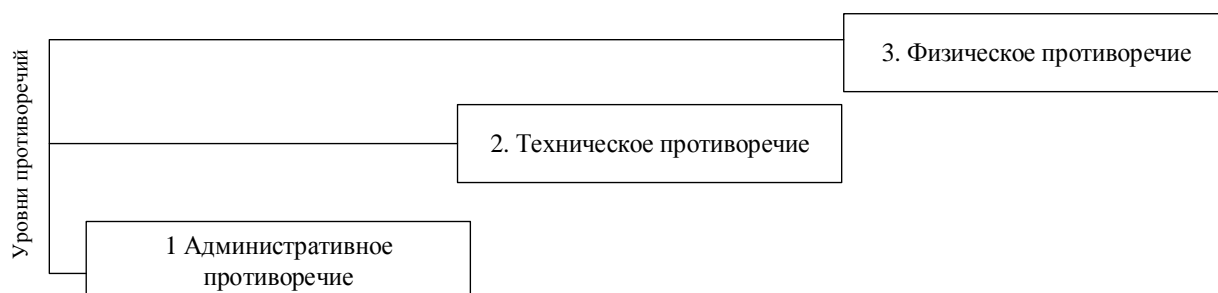 Уровни противоречий
3. Физическое противоречие
2. Техническое противоречие
1 Административное
противоречие